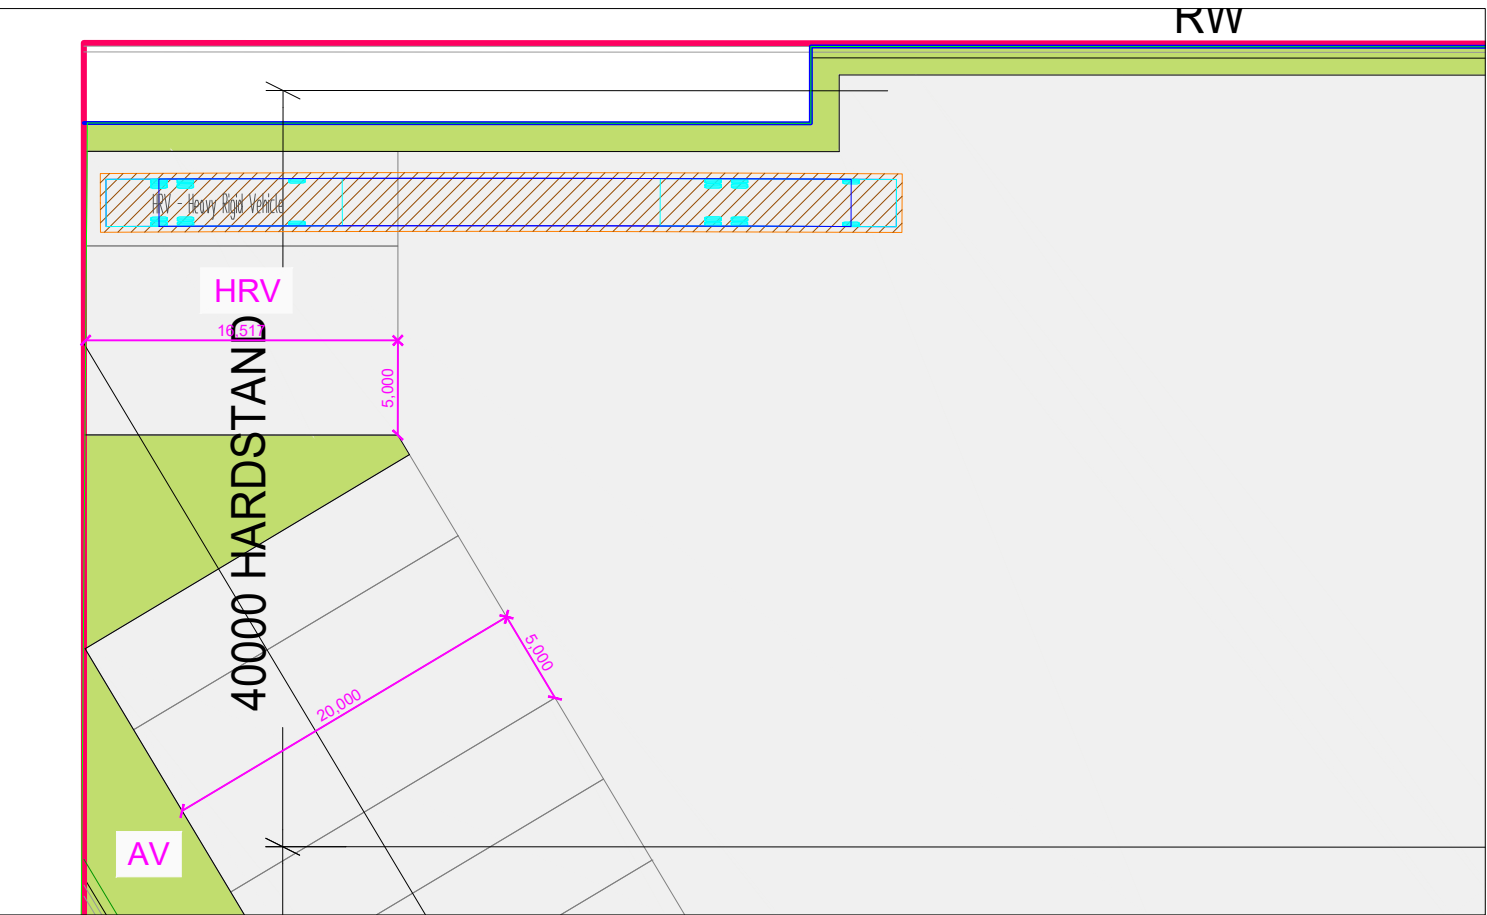 RW
HRV - Heavy Rigid Vehicle
HRV
16,517
5,000
40000 HARDSTAND
5,000
20,000
AV